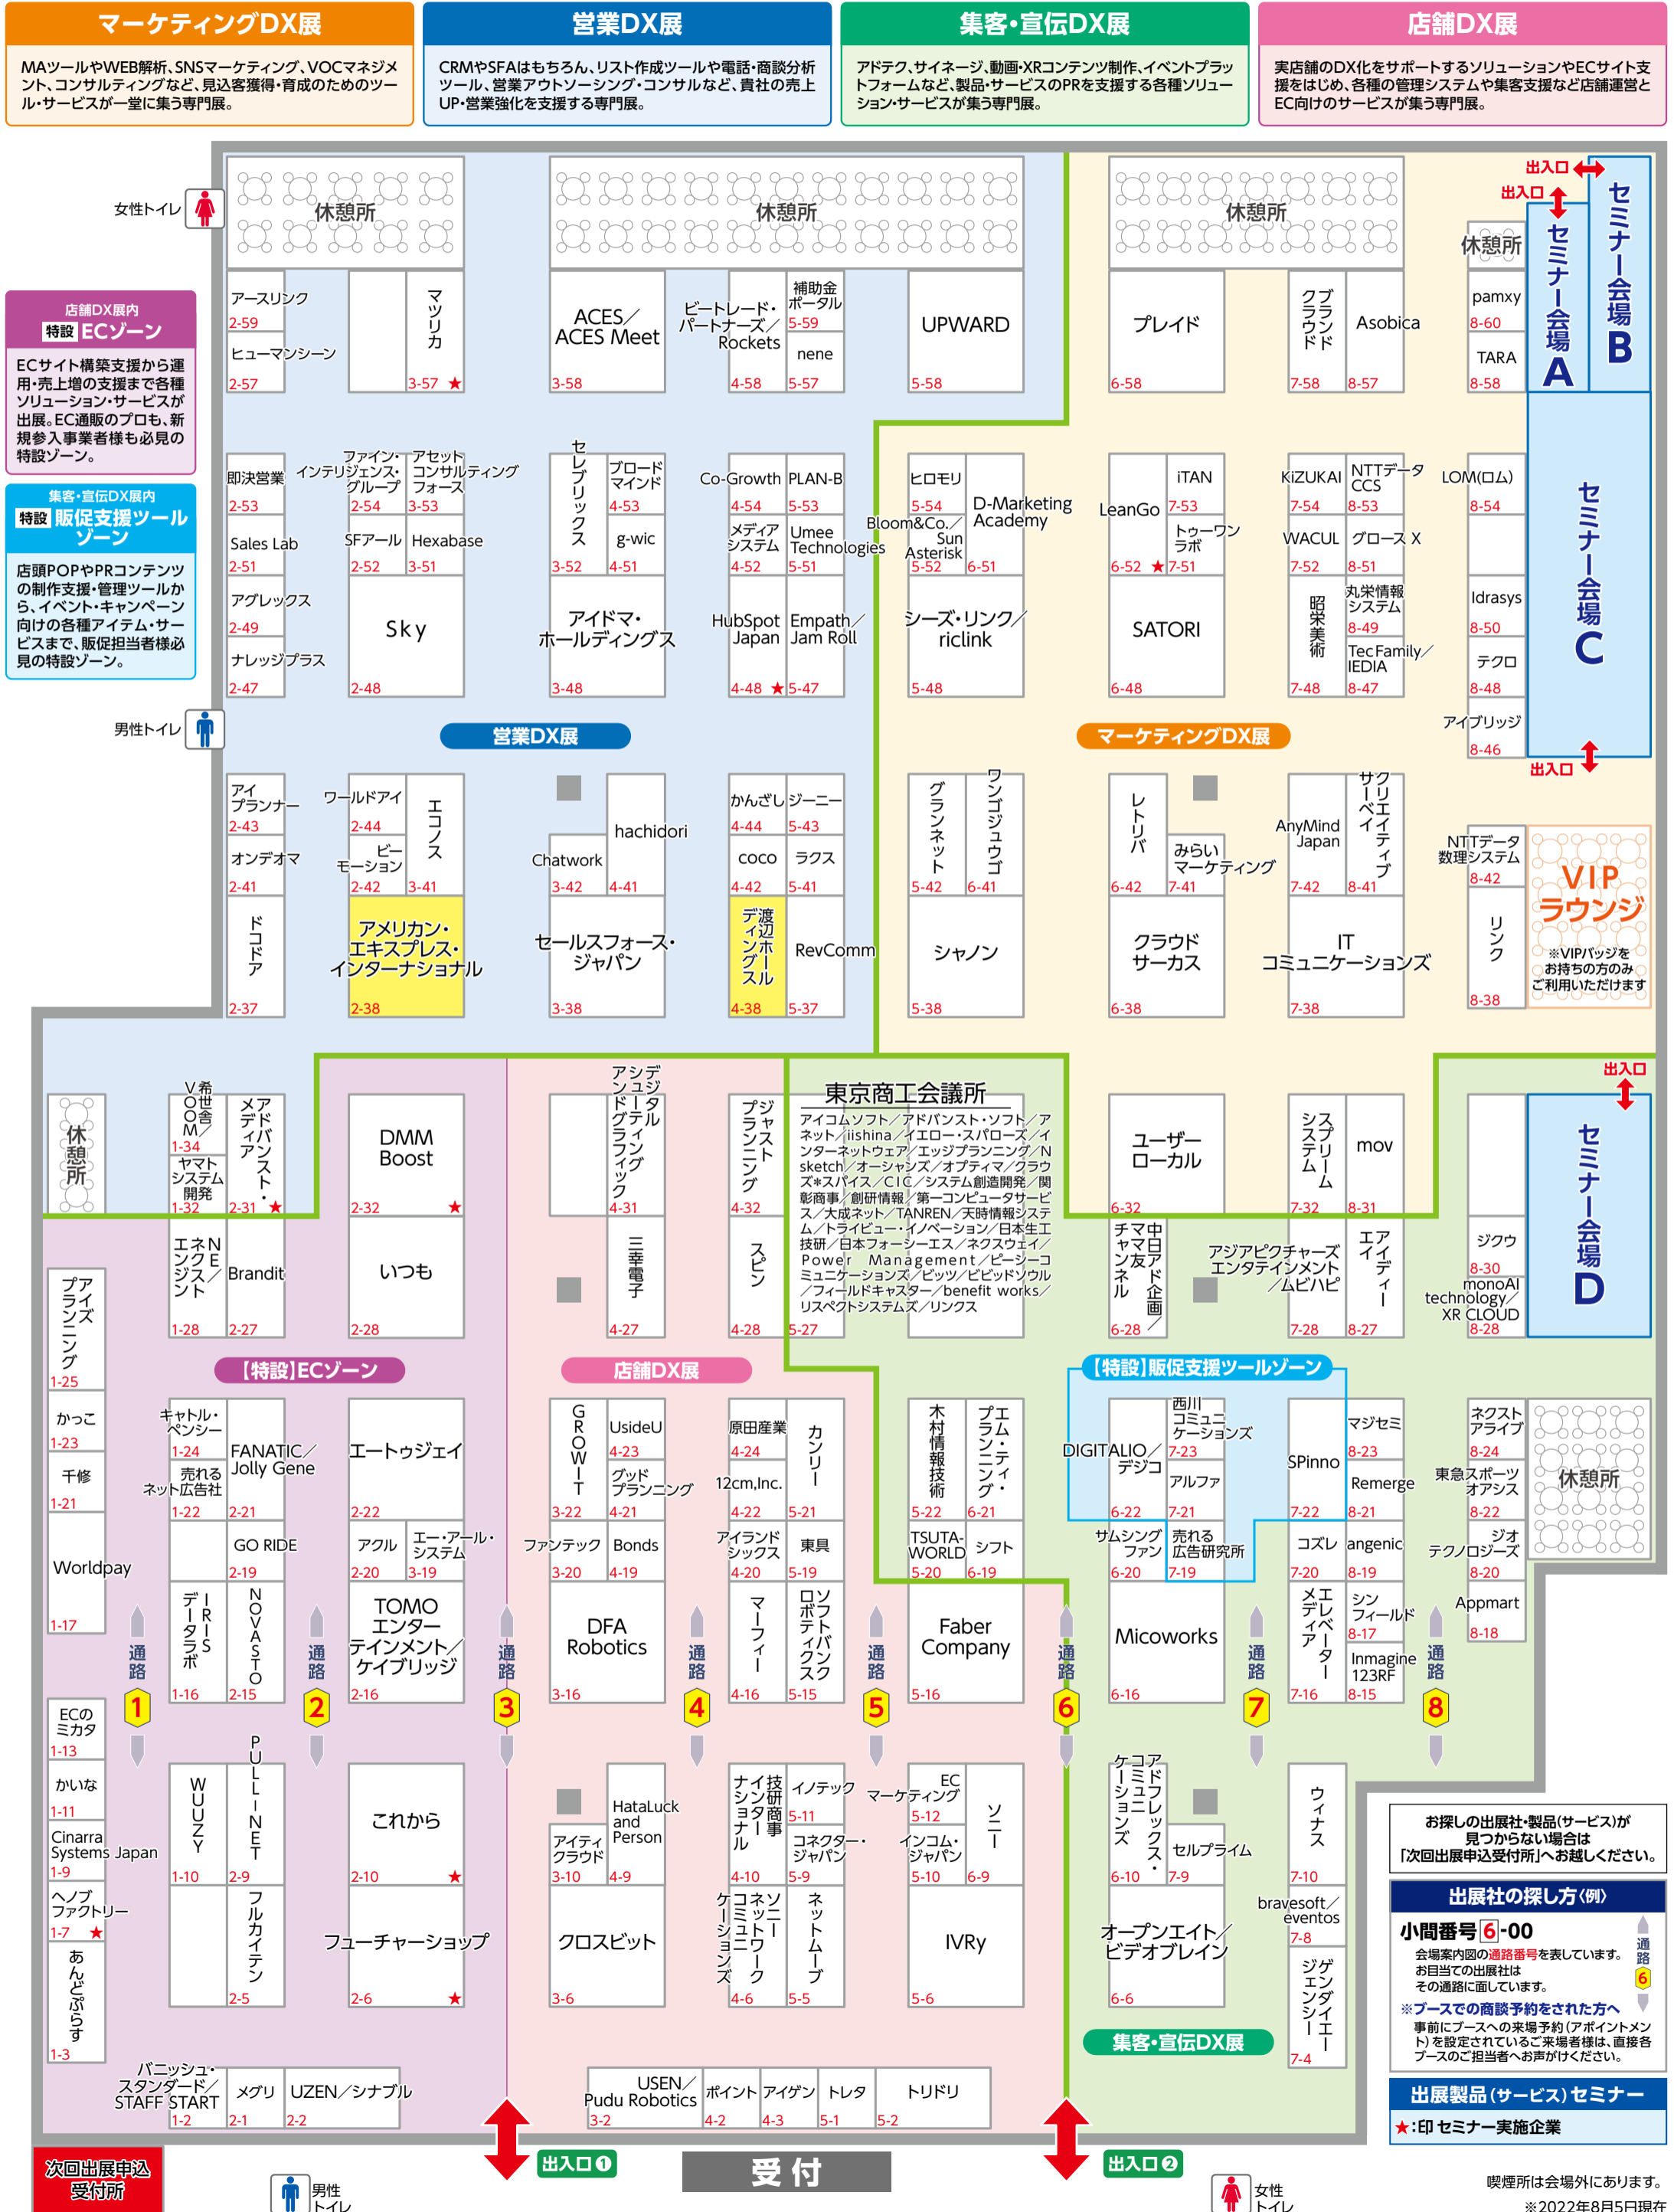 マーケティングDX展
MAツールやWEB解析、SNSマーケティング、VOCマネジメ
ント、コンサルティングなど、見込客獲得・育成のためのツー
ル・サービスが一堂に集う専門展。
営業DX展
CRMやSFAはもちろん、リスト作成ツールや電話・商談分析
ツール、営業アウトソーシング・コンサルなど、貴社の売上
UP・営業強化を支援する専門展。
集客・宣伝DX展
アドテク、サイネージ、動画・XRコンテンツ制作、イベントプラッ
トフォームなど、製品・サービスのPRを支援する各種ソリュー
ション・サービスが集う専門展。
店舗DX展
実店舗のDX化をサポートするソリューションやECサイト支
援をはじめ、各種の管理システムや集客支援など店舗運営と
EC向けのサービスが集う専門展。
女性トイレ
休憩所
休憩所
休憩所
休憩所
出入口
出入口
セミナー会場A
セミナー会場B
店舗DX展内
特設 ECゾーン
ECサイト構築支援から運
用・売上増の支援まで各種
ソリューション・サービスが
出展。EC通販のプロも、新
規参入事業者様も必見の
特設ゾーン。
集客・宣伝DX展内
特設 販促支援ツール
ゾーン
店頭POPやPRコンテンツ
の制作支援・管理ツールか
ら、イベント・キャンペーン
向けの各種アイテム・サー
ビスまで、販促担当者様必
見の特設ゾーン。
男性トイレ
アースリンク
2-59
ヒューマンシーン
2-57
マツリカ
3-57 ★
ACES／
ACES Meet
3-58
ビートレード・
パートナーズ／
Rockets
4-58
補助金
ポータル
5-59
nene
5-57
UPWARD
5-58
プレイド
6-58
ブランド
クラウド
7-58
Asobica
8-57
pamxy
8-60
TARA
8-58
即決営業
2-53
ファイン・
インテリジェンス・
グループ
2-54
アセット
コンサルティング
フォース
3-53
セレブリックス
3-52
ブロード
マインド
4-53
Co-Growth
4-54
PLAN-B
5-53
ヒロモリ
5-54
D-Marketing
Academy
6-51
LeanGo
6-52 ★
iTAN
7-53
KiZUKAI
7-54
NTTデータ
CCS
8-53
LOM(ロム)
8-54
セミナー会場C
Sales Lab
2-51
SFアール
2-52
Hexabase
3-51
g-wic
4-51
メディア
システム
4-52
Umee
Technologies
5-51
Bloom&Co.／
Sun
Asterisk
5-52
トゥーワン
ラボ
7-51
WACUL
7-52
グロース X
8-51
アグレックス
2-49
ナレッジプラス
2-47
Sky
2-48
アイドマ・
ホールディングス
3-48
HubSpot
Japan
4-48 ★
Empath／
Jam Roll
5-47
シーズ・リンク／
riclink
5-48
SATORI
6-48
昭栄美術
7-48
丸栄情報
システム
8-49
TecFamily／
IEDIA
8-47
Idrasys
8-50
テクロ
8-48
アイブリッジ
8-46
出入口
営業DX展
マーケティングDX展
アイ
プランナー
2-43
オンデオマ
2-41
ワールドアイ
2-44
ビー
モーション
2-42
エコノス
3-41
Chatwork
3-42
hachidori
4-41
かんざし
4-44
ジーニー
5-43
coco
4-42
ラクス
5-41
グランネット
5-42
ワンゴジュウゴ
6-41
レトリバ
6-42
みらい
マーケティング
7-41
AnyMind
Japan
7-42
クリエイティブ
サーベイ
8-41
NTTデータ
数理システム
8-42
VIP
ラウンジ
※VIPバッジを
お持ちの方のみ
ご利用いただけます
ドコドア
2-37
アメリカン・
エキスプレス・
インターナショナル
2-38
セールスフォース・
ジャパン
3-38
渡辺ホール
ディングス
4-38
RevComm
5-37
シャノン
5-38
クラウド
サーカス
6-38
IT
コミュニケーションズ
7-38
リンク
8-38
出入口
休憩所
希世舎／
VOOM
1-34
ヤマト
システム
開発
1-32
アドバンスト・
メディア
2-31 ★
DMM
Boost
2-32 ★
デジタル
シューティング
アンドグラフィック
4-31
ジャスト
プランニング
4-32
東京商工会議所
アイコムソフト／アドバンスト・ソフト／ア
ネット／iishina／イエロー・スパローズ／イ
ンターネットウェア／エッジプランニング／N
sketch／オーシャンズ／オプティマ／クラウ
ズ＊スパイス／CIC／システム創造開発／関
彰商事／創研情報／第一コンピュータサービ
ス／大成ネット／TANREN／天時情報システ
ム／トライビュー・イノベーション／日本生工
技研／日本フォーシーエス／ネクスウェイ／
Power Management／ピーシーコ
ミュニケーションズ／ビッツ／ビビッドソウル
／フィールドキャスター／benefit works／
リスペクトシステムズ／リンクス
5-27
ユーザー
ローカル
6-32
スプリーム
システム
7-32
mov
8-31
セミナー会場D
NE／
ネクスト
エンジン
1-28
Brandit
2-27
いつも
2-28
三幸電子
4-27
スピン
4-28
中日アド企画／
ママ友
チャンネル
6-28
アジアピクチャーズ
エンタテインメント
／ムビハピ
7-28
アイディー
エイ
8-27
ジクウ
8-30
monoAI
technology／
XR CLOUD
8-28
アイズ
プランニング
1-25
【特設】ECゾーン
店舗DX展
【特設】販促支援ツールゾーン
かっこ
1-23
千修
1-21
Worldpay
1-17
キャトル・
ペンシー
1-24
売れる
ネット広告社
1-22
FANATIC／
Jolly Gene
2-21
エートゥジェイ
2-22
GROWIT
3-22
UsideU
4-23
グッド
プランニング
4-21
原田産業
4-24
12cm,Inc.
4-22
カンリー
5-21
木村情報技術
5-22
エム・ティ・
プランニング
6-21
DIGITALIO／
デジコ
6-22
西川
コミュニ
ケーションズ
7-23
アルファ
7-21
SPinno
7-22
マジセミ
8-23
Remerge
8-21
ネクスト
アライブ
8-24
東急スポーツ
オアシス
8-22
休憩所
GO RIDE
2-19
アクル
2-20
エー・アール・
システム
3-19
ファンテック
3-20
Bonds
4-19
アイランド
シックス
4-20
東具
5-19
TSUTA-
WORLD
5-20
シフト
6-19
サムシング
ファン
6-20
売れる
広告研究所
7-19
コズレ
7-20
angenic
8-19
ジオ
テクノロジーズ
8-20
IRIS
データラボ
1-16
NOVASTO
2-15
TOMO
エンター
テインメント／
ケイブリッジ
2-16
DFA
Robotics
3-16
マーフィー
4-16
ソフトバンク
ロボティクス
5-15
Faber
Company
5-16
Micoworks
6-16
エレベーター
メディア
7-16
シン
フィールド
8-17
Inmagine
123RF
8-15
Appmart
8-18
通路 1
通路 2
通路 3
通路 4
通路 5
通路 6
通路 7
通路 8
ECの
ミカタ
1-13
かいな
1-11
Cinarra
Systems Japan
1-9
ヘノブ
ファクトリー
1-7 ★
あんどぷらす
1-3
WUUZY
1-10
PULLNET
2-9
これから
2-10 ★
アイティ
クラウド
3-10
HataLuck
and
Person
4-9
技研商事
インター
ナショナル
4-10
イノテック
5-11
コネクター・
ジャパン
5-9
EC
マーケティング
5-12
インコム・
ジャパン
5-10
ソニー
6-9
アドフレックス・
コミュニ
ケーションズ
6-10
セルプライム
7-9
ウィナス
7-10
フルカイテン
2-5
フューチャーショップ
2-6 ★
クロスビット
3-6
ソニー
ネットワーク
コミュニ
ケーションズ
4-6
ネットムーブ
5-5
IVRy
5-6
オープンエイト／
ビデオブレイン
6-6
bravesoft／
eventos
7-8
ゲンダイエー
ジェンシー
7-4
集客・宣伝DX展
バニッシュ・
スタンダード／
STAFF START
1-2
メグリ
2-1
UZEN／シナブル
2-2
USEN／
Pudu Robotics
3-2
ポイント
4-2
アイゲン
4-3
トレタ
5-1
トリドリ
5-2
お探しの出展社・製品（サービス）が
見つからない場合は
「次回出展申込受付所」へお越しください。
出展社の探し方〈例〉
小間番号6-00
会場案内図の通路番号を表しています。
お目当ての出展社は
その通路に面しています。
通路 6
※ブースでの商談予約をされた方へ
事前にブースへの来場予約（アポイントメン
ト）を設定されているご来場者様は、直接各
ブースのご担当者へお声がけください。
出展製品（サービス）セミナー
★：印 セミナー実施企業
次回出展申込
受付所
男性
トイレ
出入口❶
受付
出入口❷
女性
トイレ
喫煙所は会場外にあります。
※2022年8月5日現在